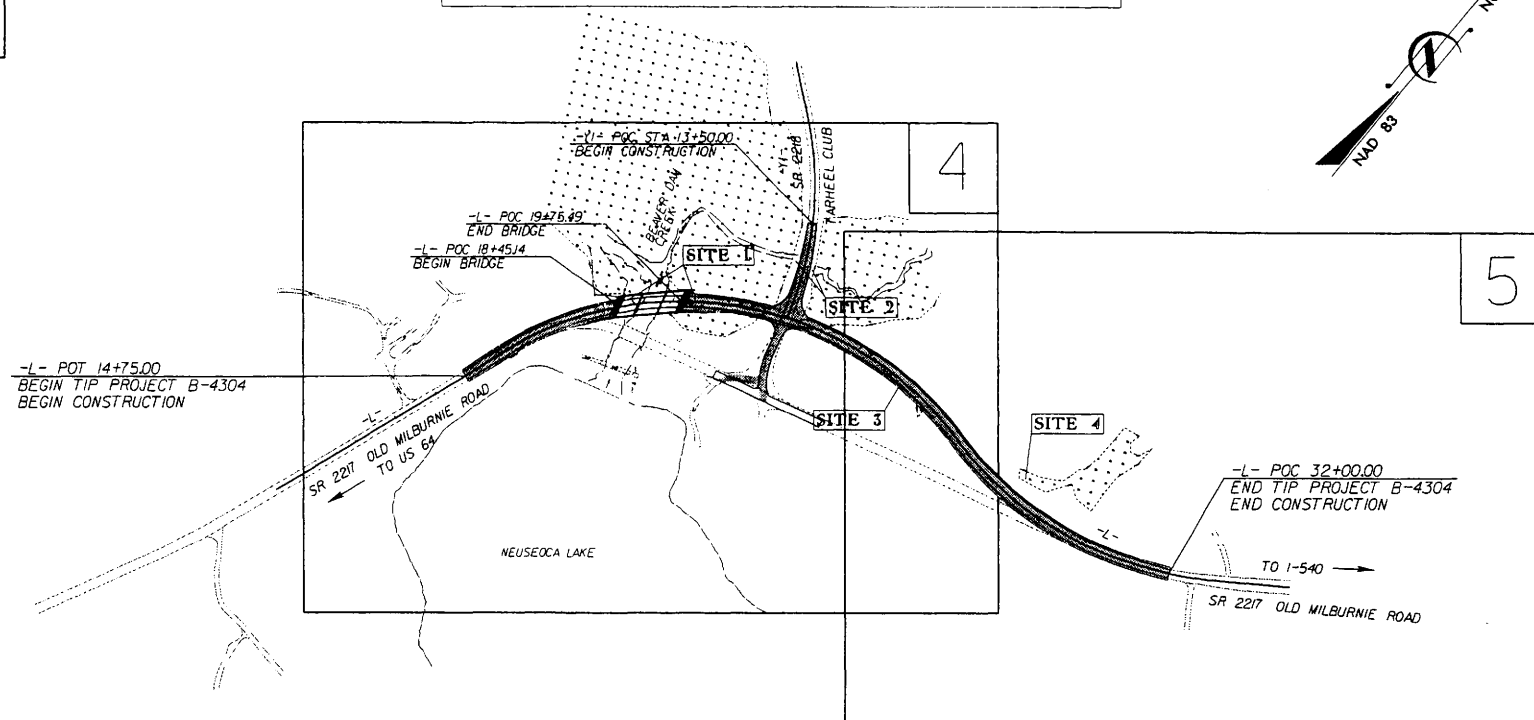 NAD 83
4
5
-Y1- POC STA 13+50.00
BEGIN CONSTRUCTION
-Y1-
SR 2218
TARHEEL CLUB
BEAVER DAM
CREEK
-L- POC 19+75.49
END BRIDGE
-L- POC 18+45.14
BEGIN BRIDGE
SITE 1
SITE 2
SITE 3
SITE 4
-L- POT 14+75.00
BEGIN TIP PROJECT B-4304
BEGIN CONSTRUCTION
-L-
SR 2217 OLD MILBURNIE ROAD
TO US 64
NEUSEOCA LAKE
-L- POC 32+00.00
END TIP PROJECT B-4304
END CONSTRUCTION
-L-
TO I-540
SR 2217 OLD MILBURNIE ROAD